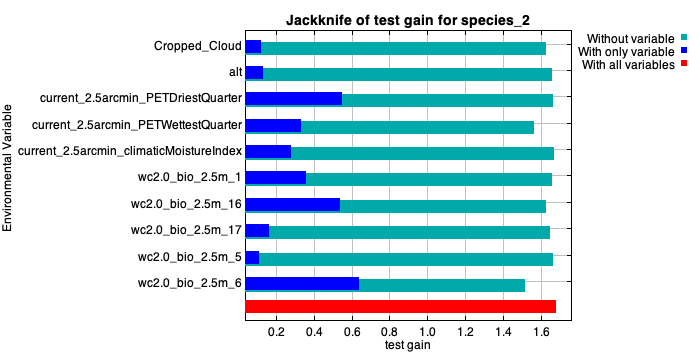 Jackknife of test gain for species_2
Without variable
With only variable
With all variables
Environmental Variable
Cropped_Cloud
alt
current_2.5arcmin_PETDriestQuarter
current_2.5arcmin_PETWettestQuarter
current_2.5arcmin_climaticMoistureIndex
wc2.0_bio_2.5m_1
wc2.0_bio_2.5m_16
wc2.0_bio_2.5m_17
wc2.0_bio_2.5m_5
wc2.0_bio_2.5m_6
0.2 0.4 0.6 0.8 1.0 1.2 1.4 1.6
test gain